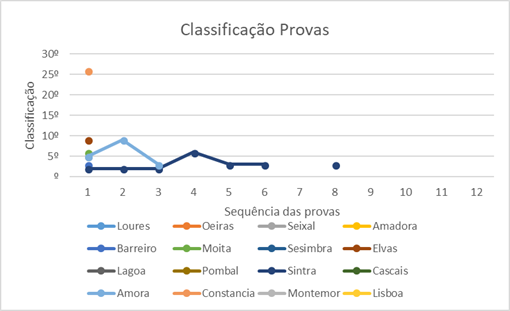 Classificação Provas
Classificação
30º
25º
20º
15º
10º
5º
º
1 2 3 4 5 6 7 8 9 10 11 12
Sequência das provas
Loures Oeiras Seixal Amadora
Barreiro Moita Sesimbra Elvas
Lagoa Pombal Sintra Cascais
Amora Constancia Montemor Lisboa